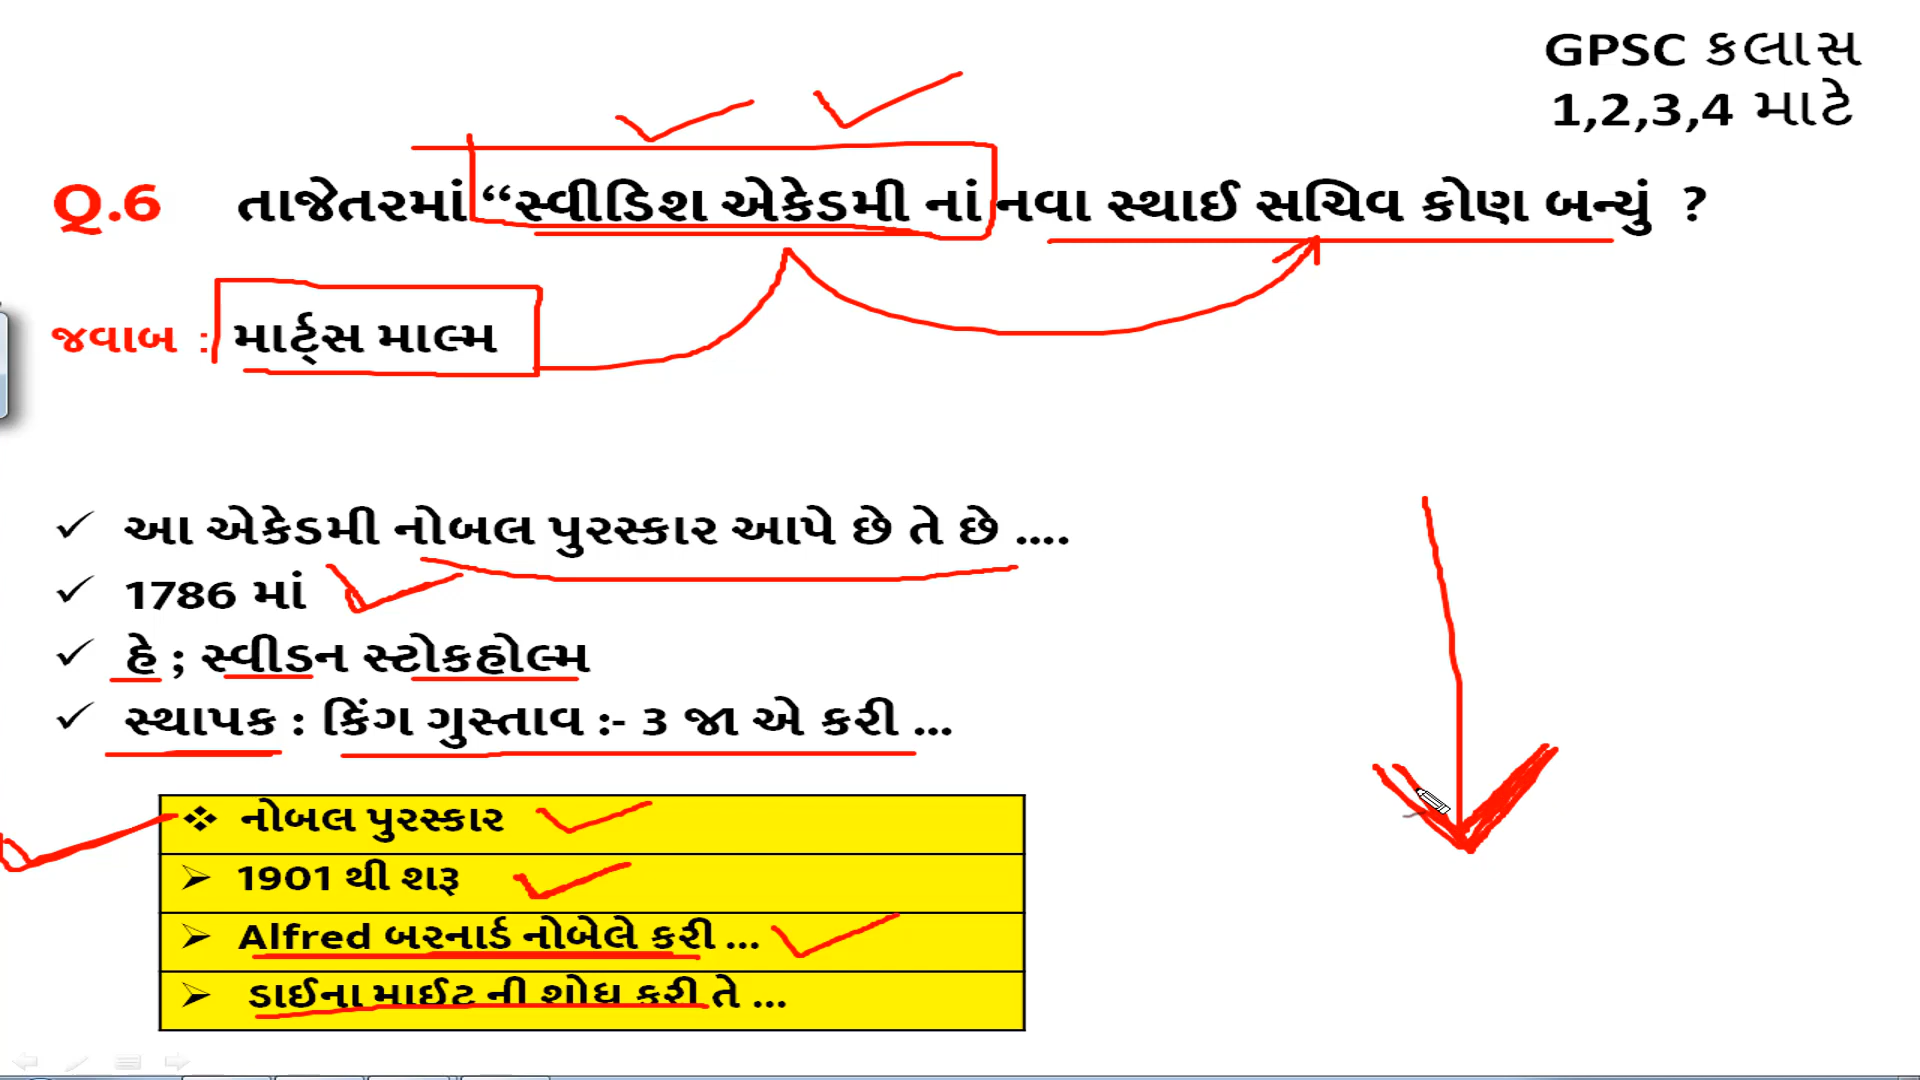 GPSC કલાસ
1,2,3,4 માટે
Q.6 તાજેતરમાં “સ્વીડિશ એકેડમી નાં નવા સ્થાઈ સચિવ કોણ બન્યું ?
જવાબ : માર્ટ્સ માલ્મ
✓ આ એકેડમી નોબલ પુરસ્કાર આપે છે તે છે ....
✓ 1786 માં
✓ હે ; સ્વીડન સ્ટોકહોલ્મ
✓ સ્થાપક : કિંગ ગુસ્તાવ :- 3 જા એ કરી ...
❖ નોબલ પુરસ્કાર
➢ 1901 થી શરૂ
➢ Alfred બરનાર્ડ નોબેલે કરી ...
➢ ડાઈના માઈટ ની શોધ કરી તે ...